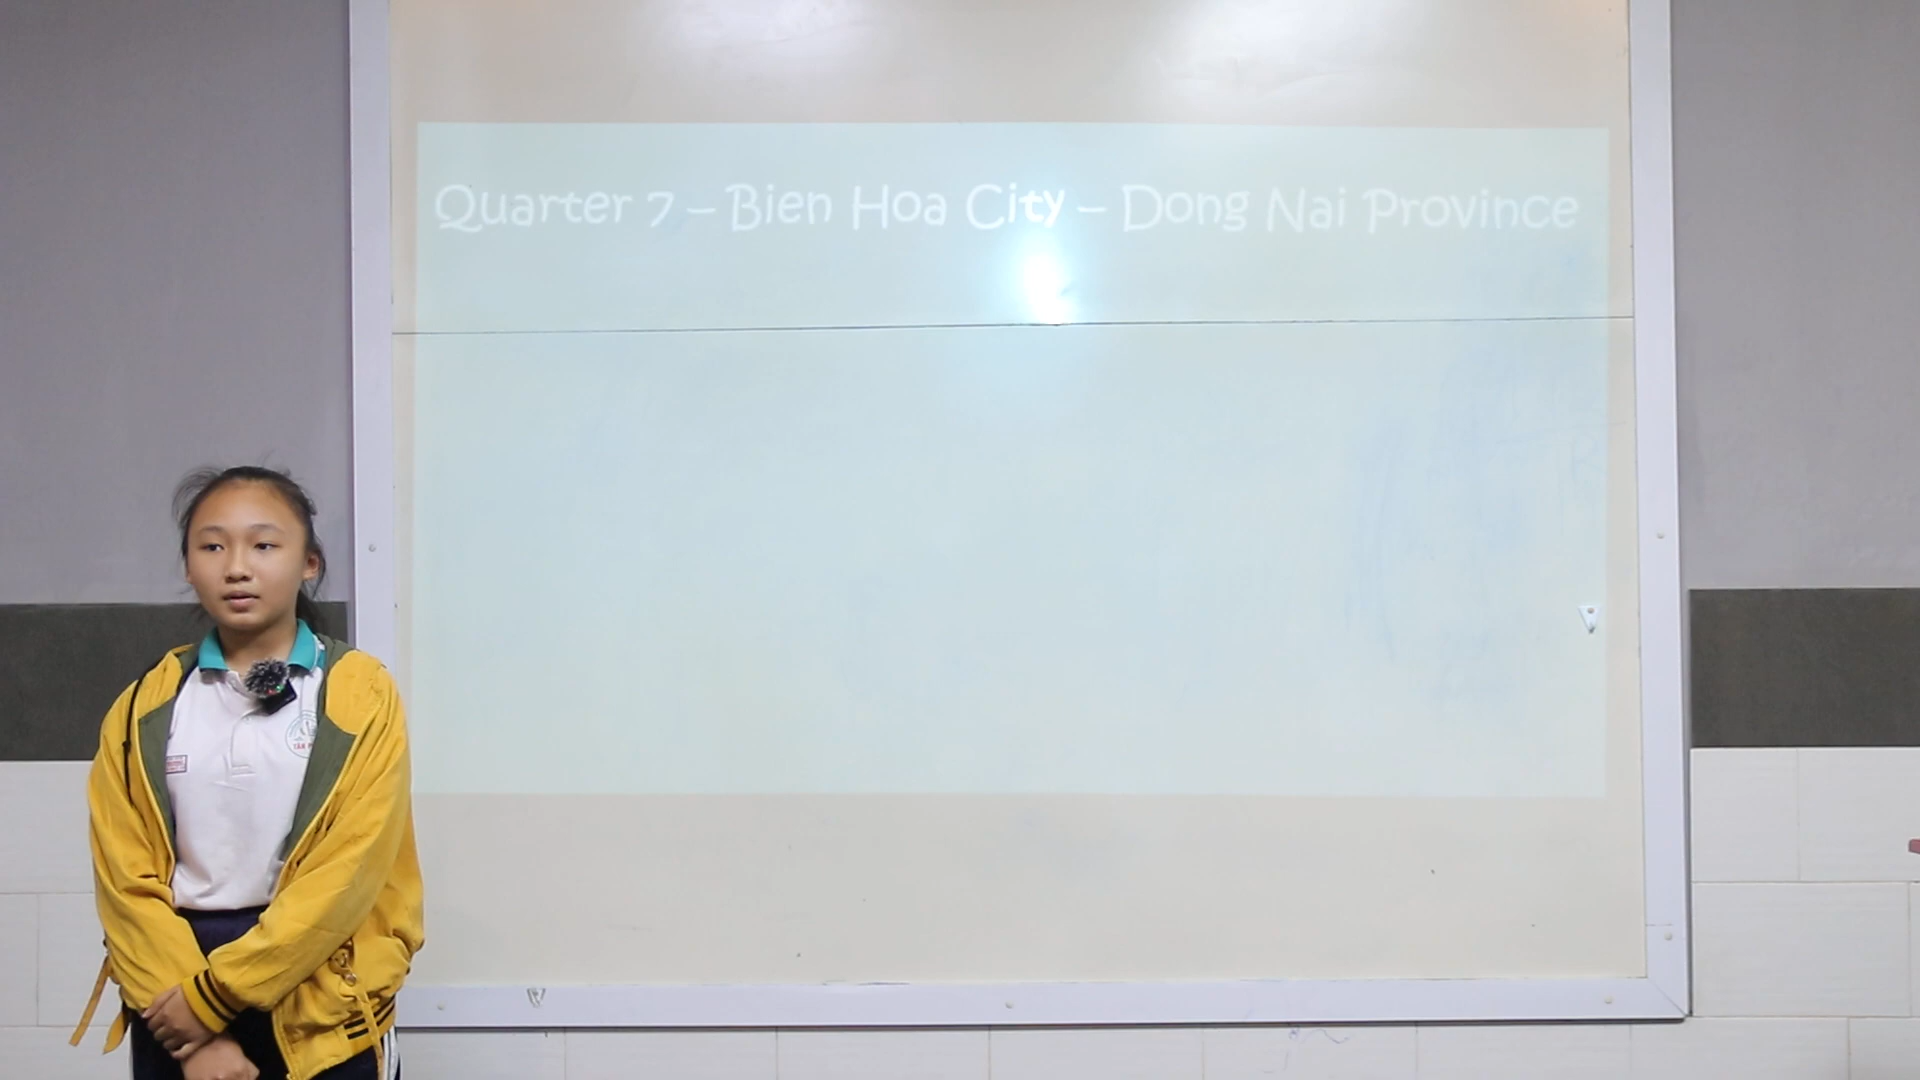 Quarter 7 – Bien Hoa City – Dong Nai Province